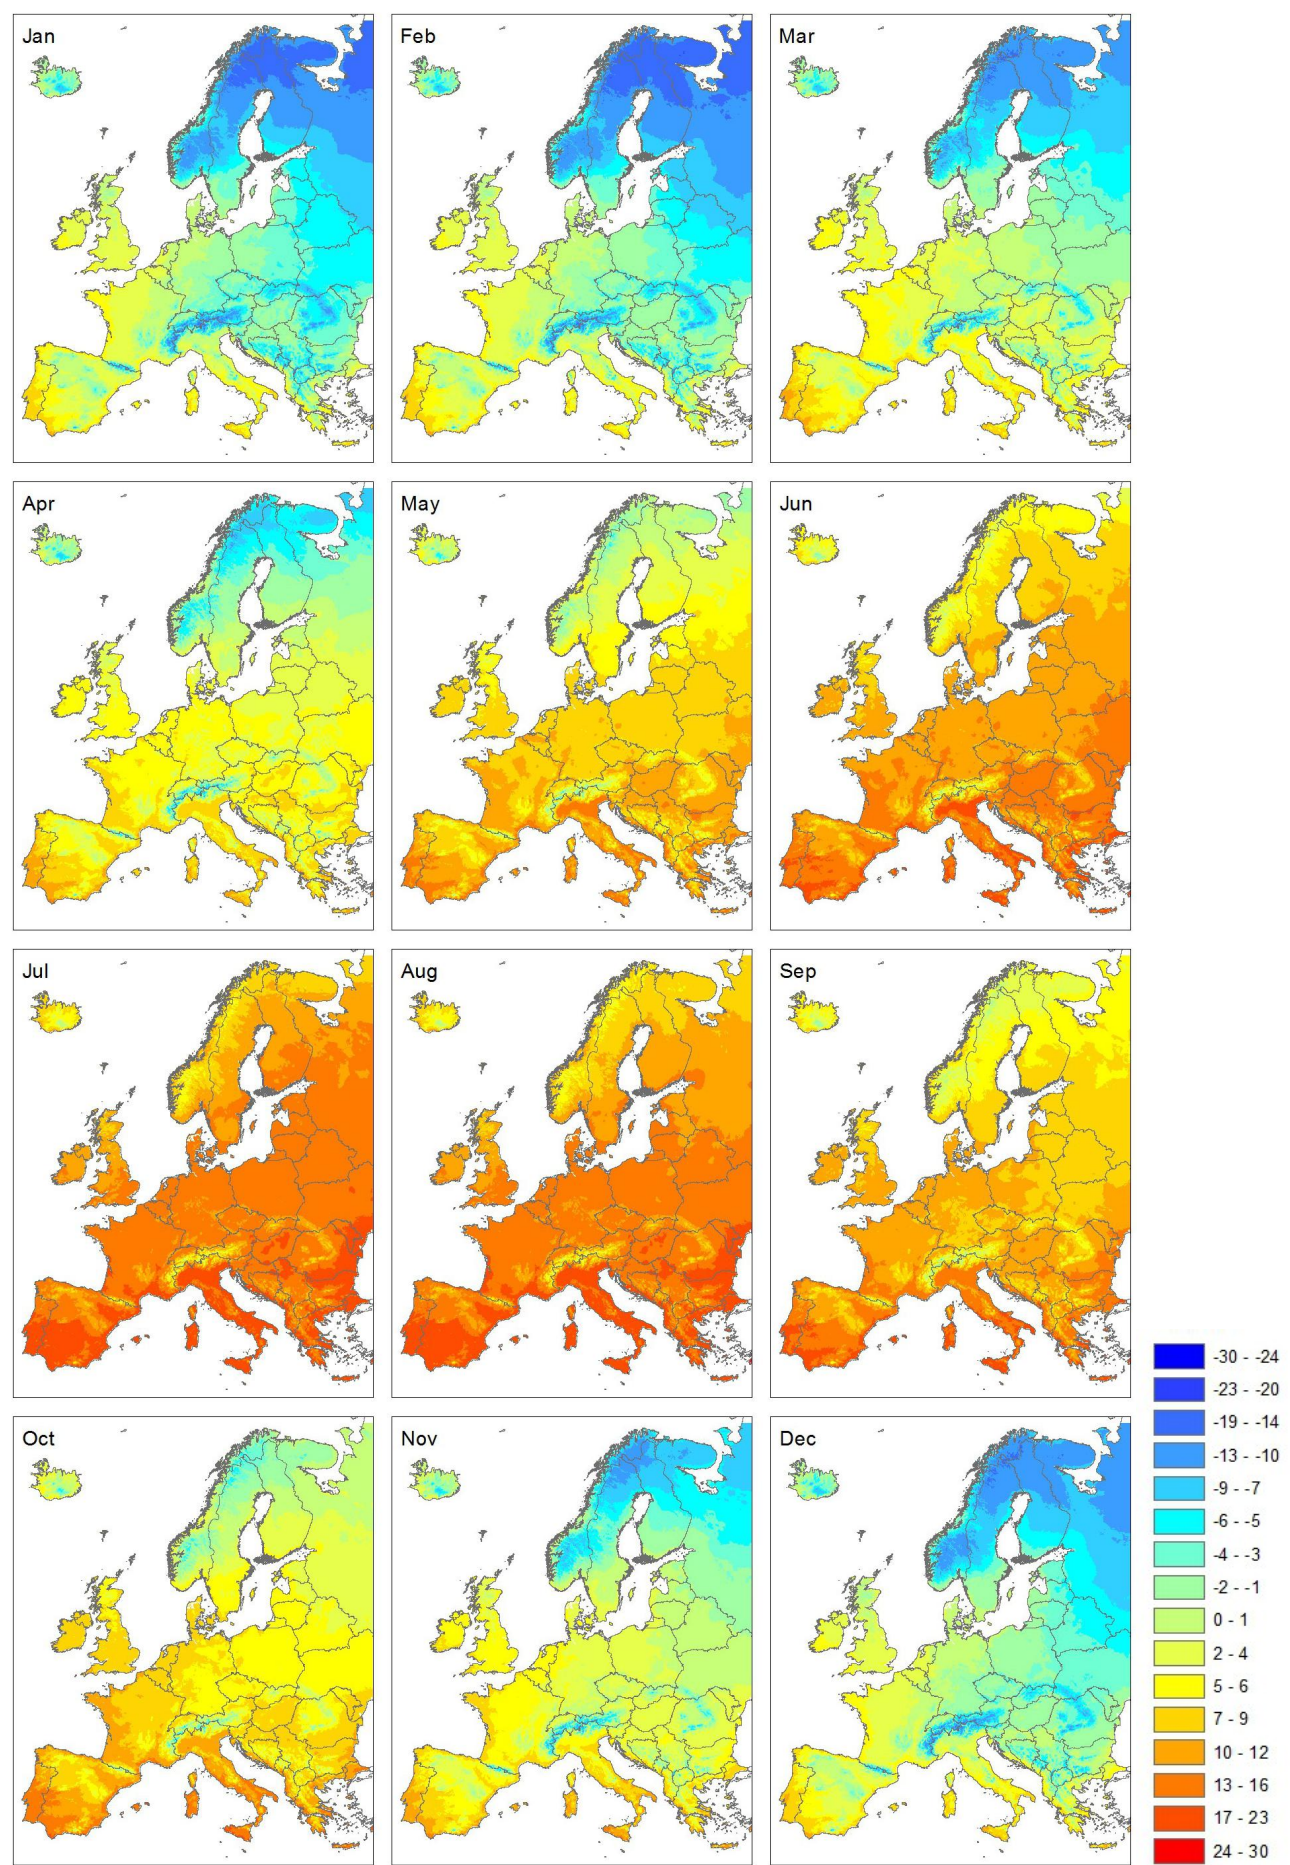 Jan
Feb
Mar
Apr
May
Jun
Jul
Aug
Sep
-30 - -24
-23 - -20
-19 - -14
Oct
Nov
Dec
-13 - -10
-9 - -7
-6 - -5
-4 - -3
-2 - -1
0 - 1
2 - 4
5 - 6
7 - 9
10 - 12
13 - 16
17 - 23
24 - 30